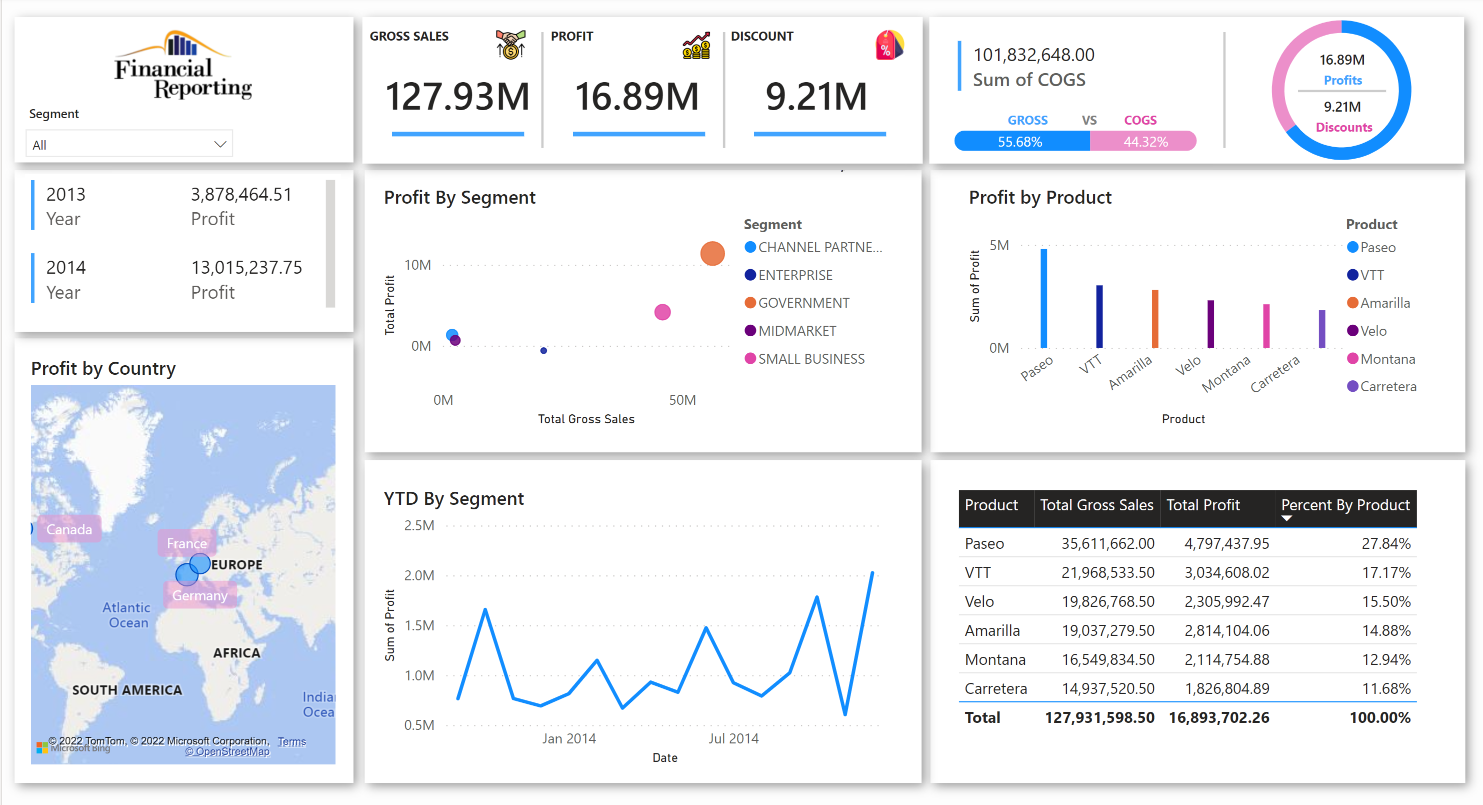 Financial
Reporting
Segment
All
GROSS SALES
127.93M
PROFIT
16.89M
DISCOUNT
%
9.21M
101,832,648.00
Sum of COGS
GROSS VS COGS
55.68% 44.32%
16.89M
Profits
9.21M
Discounts
2013 3,878,464.51
Year Profit
2014 13,015,237.75
Year Profit
Profit by Country
Canada
France
EUROPE
Germany
Atlantic
Ocean
AFRICA
SOUTH AMERICA
Indian
Ocea
© 2022 TomTom, © 2022 Microsoft Corporation, Terms
Microsoft Bing
© OpenStreetMap
Profit By Segment
Total Profit
10M
0M
0M 50M
Total Gross Sales
Segment
CHANNEL PARTNE...
ENTERPRISE
GOVERNMENT
MIDMARKET
SMALL BUSINESS
Profit by Product
Sum of Profit
5M
0M
Paseo
VTT
Amarilla
Velo
Montana
Carretera
Product
Product
Paseo
VTT
Amarilla
Velo
Montana
Carretera
YTD By Segment
Sum of Profit
2.5M
2.0M
1.5M
1.0M
0.5M
Jan 2014 Jul 2014
Date
Product Total Gross Sales Total Profit Percent By Product
Paseo 35,611,662.00 4,797,437.95 27.84%
VTT 21,968,533.50 3,034,608.02 17.17%
Velo 19,826,768.50 2,305,992.47 15.50%
Amarilla 19,037,279.50 2,814,104.06 14.88%
Montana 16,549,834.50 2,114,754.88 12.94%
Carretera 14,937,520.50 1,826,804.89 11.68%
Total 127,931,598.50 16,893,702.26 100.00%